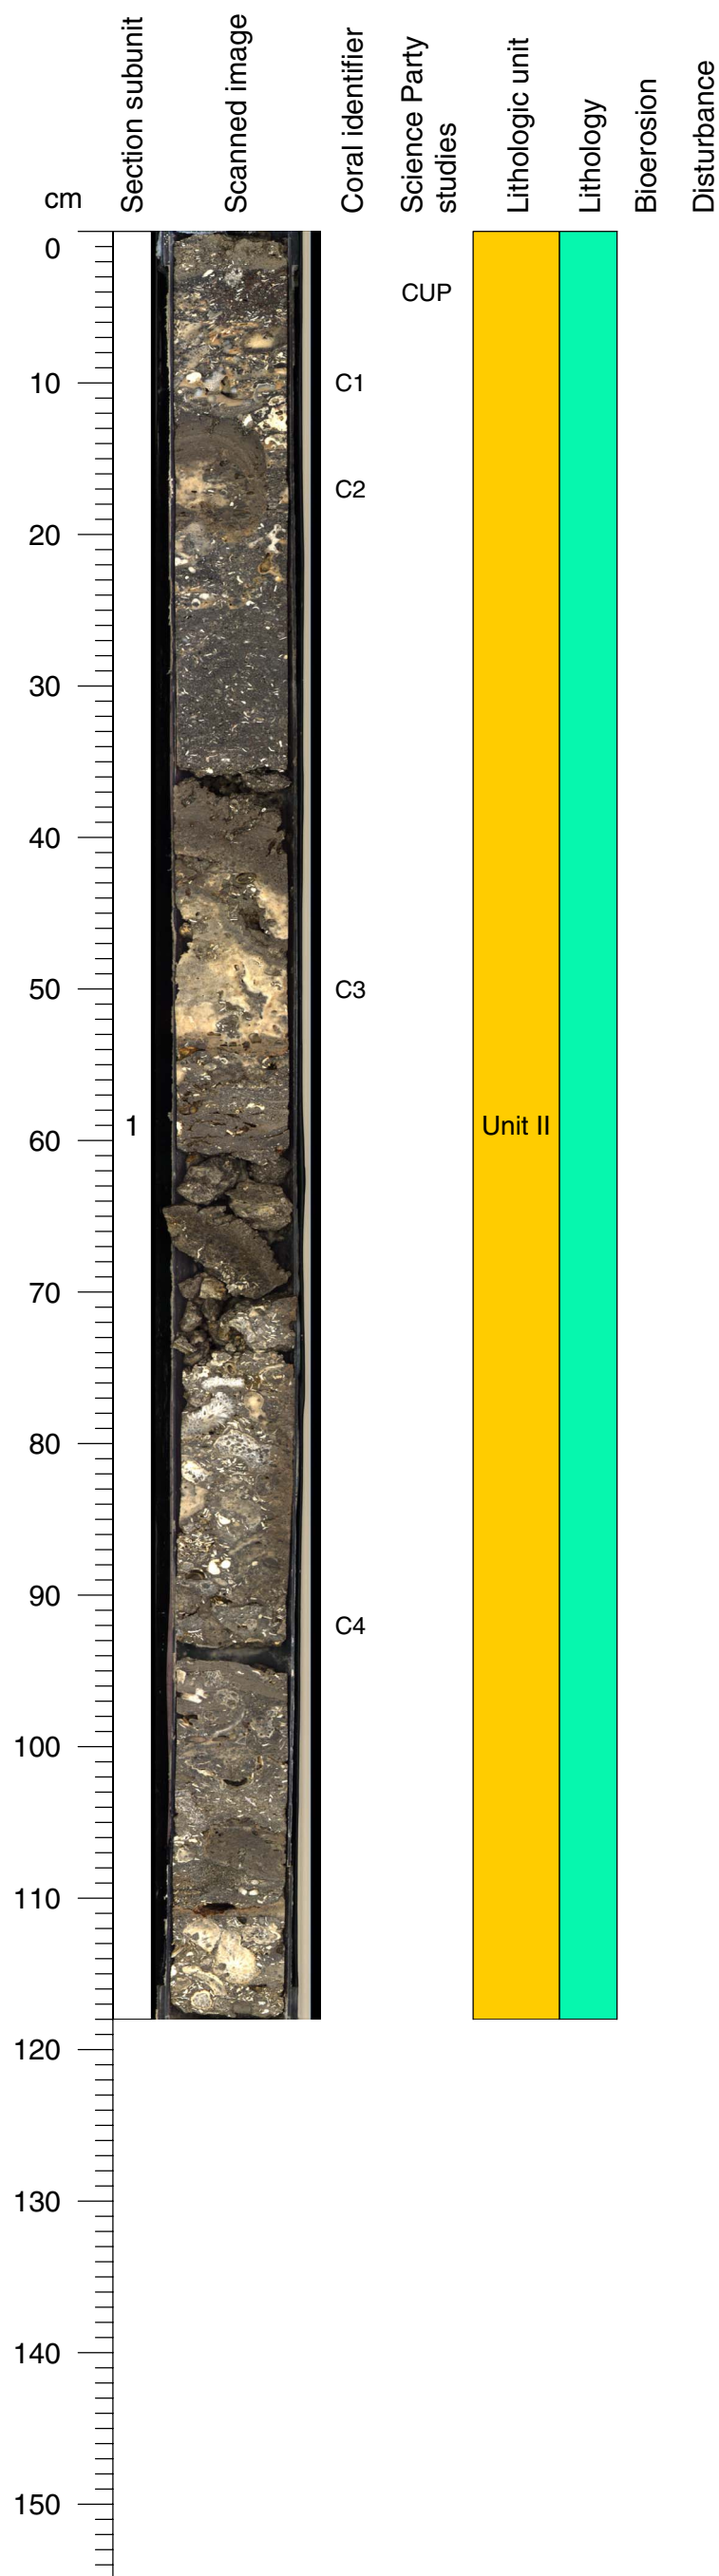 cm
Section subunit
Scanned image
Coral identifier
Science Party
studies
Lithologic unit
Lithology
Bioerosion
Disturbance
0
CUP
10
C1
C2
20
30
40
50
C3
1
Unit II
60
70
80
90
C4
100
110
120
130
140
150